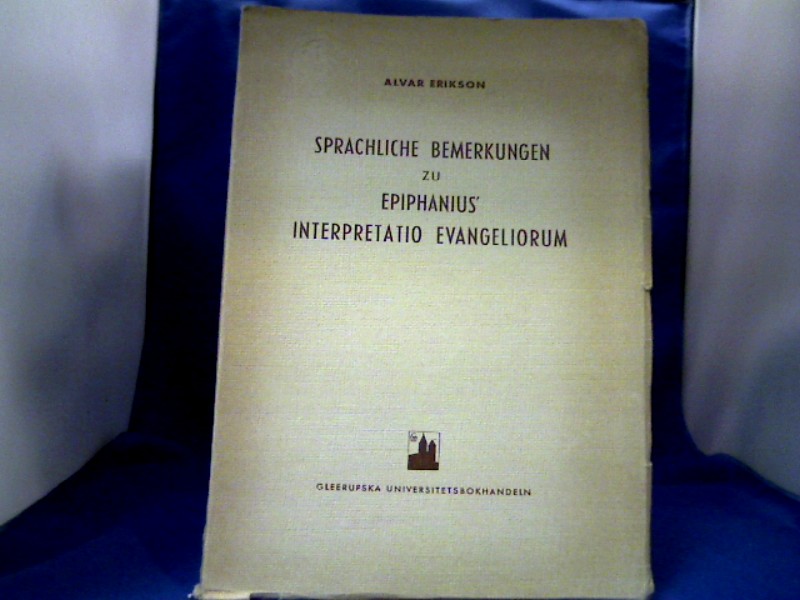 ALVAR ERIKSON
SPRACHLICHE BEMERKUNGEN
ZU
EPIPHANIUS'
INTERPRETATIO EVANGELIORUM
GLEERUPSKA UNIVERSITETSBOKHANDELN